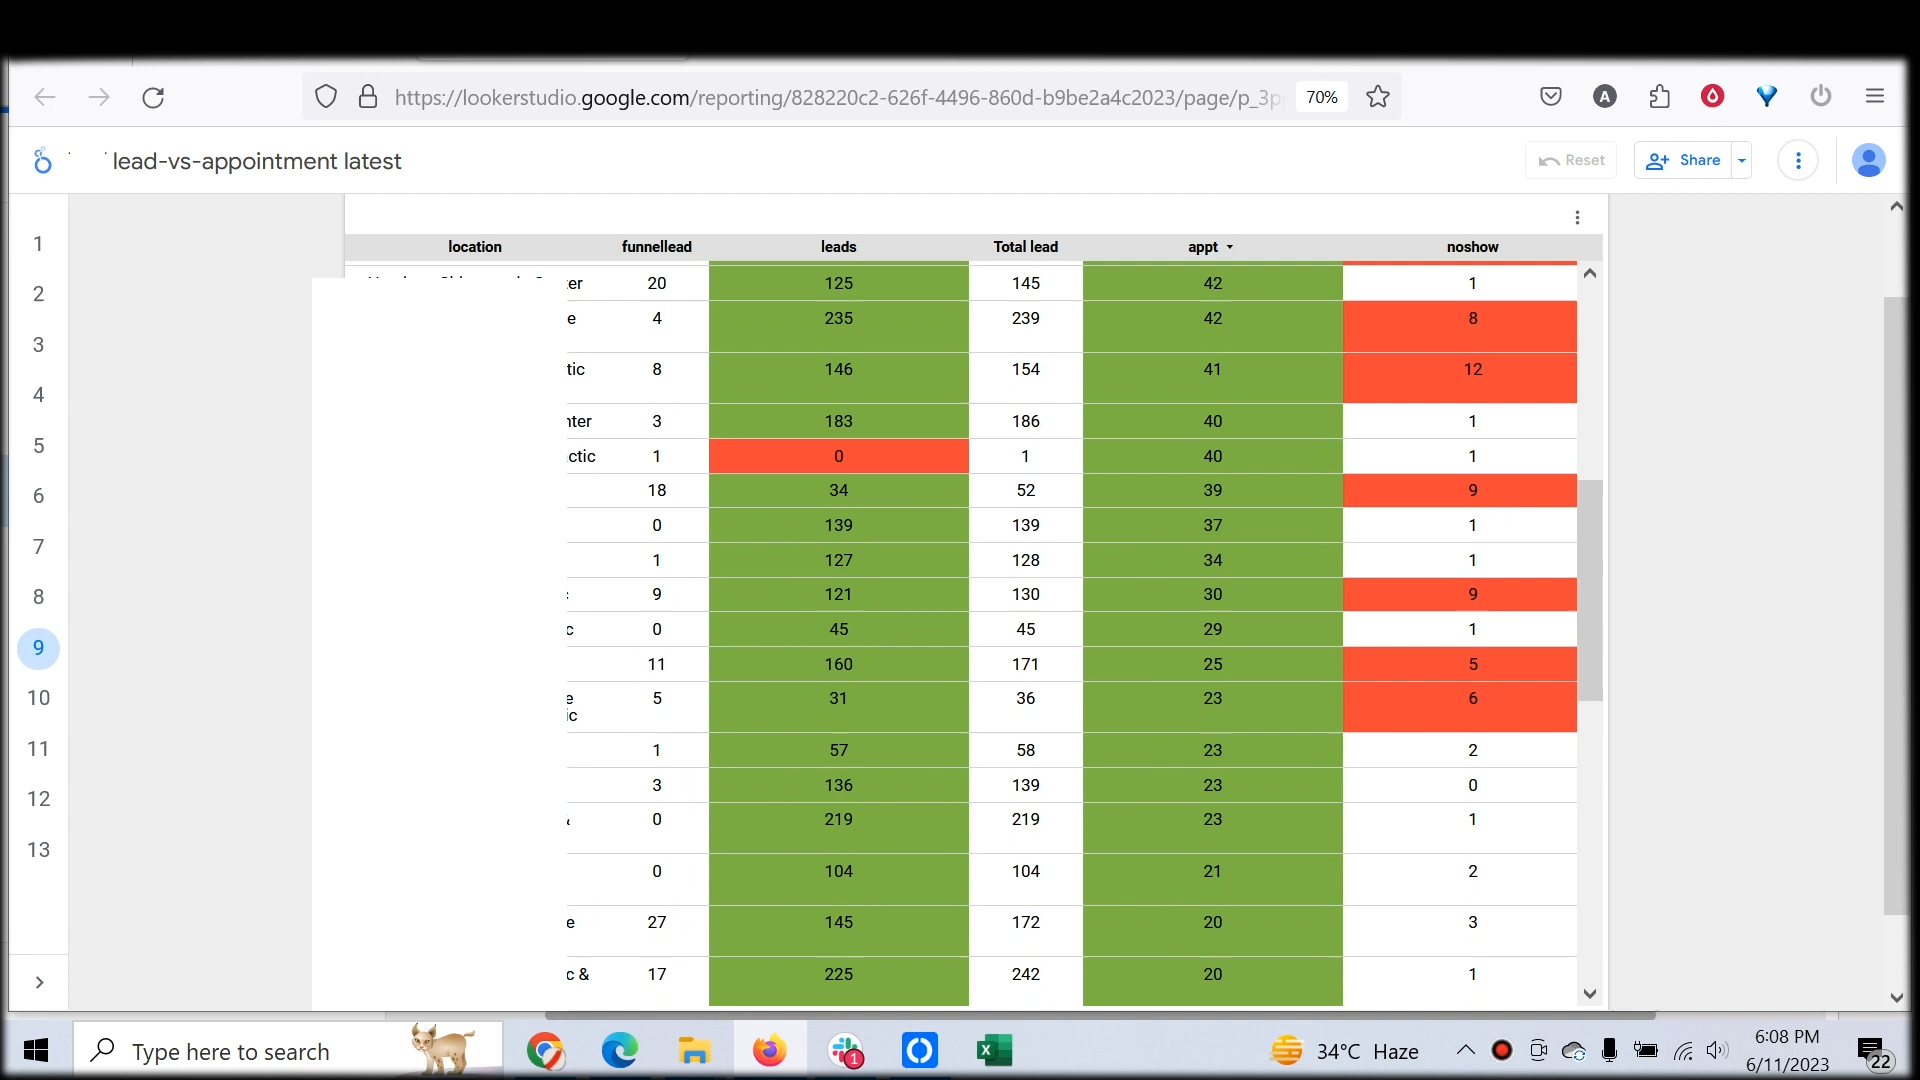 https://lookerstudio.google.com/reporting/828220c2-626f-4496-860d-b9be2a4c2023/page/p_3p
70%
A
lead-vs-appointment latest
Reset
Share
location funnellead leads Total lead appt noshow
ter 20 125 145 42 1
e 4 235 239 42 8
tic 8 146 154 41 12
nter 3 183 186 40 1
actic 1 0 1 40 1
18 34 52 39 9
0 139 139 37 1
1 127 128 34 1
9 121 130 30 9
c 0 45 45 29 1
11 160 171 25 5
e 5 31 36 23 6
ic
1 57 58 23 2
3 136 139 23 0
& 0 219 219 23 1
0 104 104 21 2
e 27 145 172 20 3
c & 17 225 242 20 1
1
2
3
4
5
6
7
8
9
10
11
12
13
Type here to search
1
34°C Haze
6:08 PM
6/11/2023
22